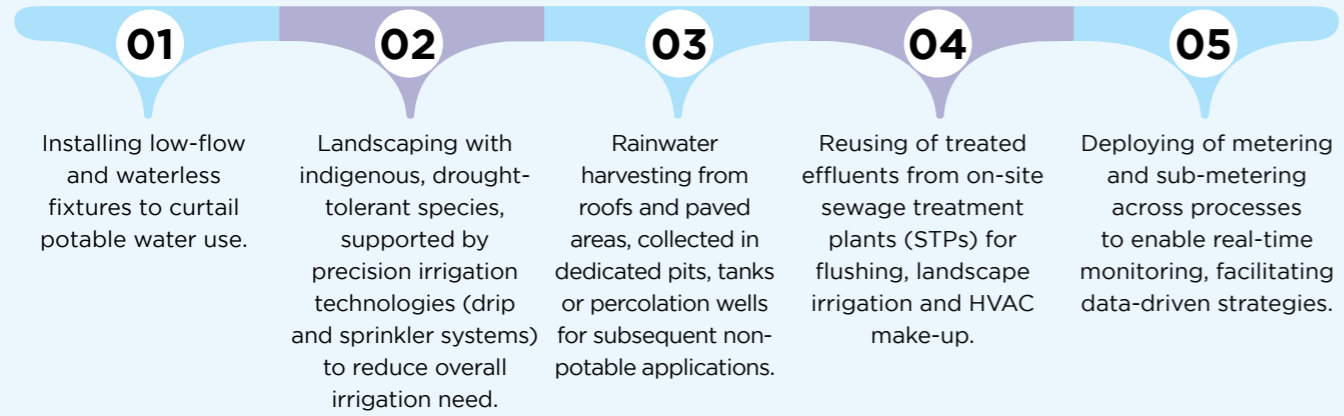 01
Installing low-flow
and waterless
fixtures to curtail
potable water use.
02
Landscaping with
indigenous, drought-
tolerant species,
supported by
precision irrigation
technologies (drip
and sprinkler systems)
to reduce overall
irrigation need.
03
Rainwater
harvesting from
roofs and paved
areas, collected in
dedicated pits, tanks
or percolation wells
for subsequent non-
potable applications.
04
Reusing of treated
effluents from on-site
sewage treatment
plants (STPs) for
flushing, landscape
irrigation and HVAC
make-up.
05
Deploying of metering
and sub-metering
across processes
to enable real-time
monitoring, facilitating
data-driven strategies.